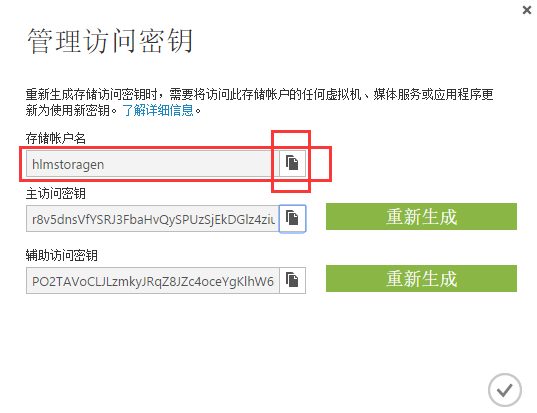 管理访问密钥
重新生成存储访问密钥时，需要将访问此存储帐户的任何虚拟机、媒体服务或应用程序更
新为使用新密钥。了解详细信息。
存储帐户名
hlmstoragen
主访问密钥
r8v5dnsVfYSRJ3FbaHvQySPUzSjEkDGlz4ziu
重新生成
辅助访问密钥
PO2TAVoCLJLzmkyJRqZ8JZc4oceYgKlhW6
重新生成